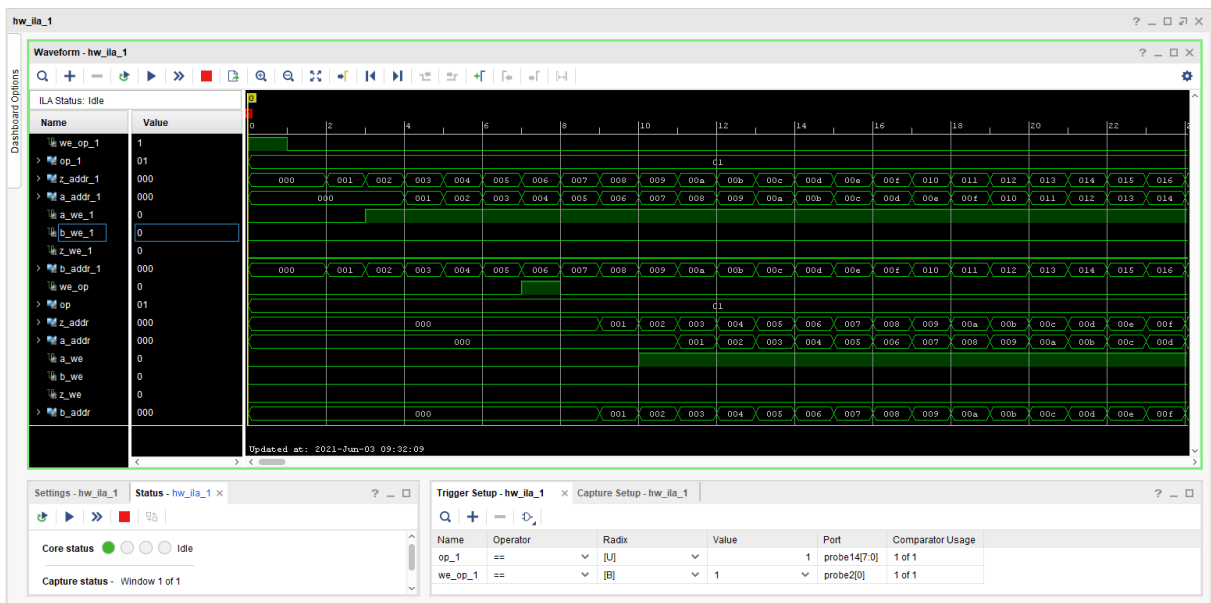 hw_ila_1
? _
Dashboard Options
Waveform - hw_ila_1
? _
ILA Status: Idle
0
Name Value
0 2 4 6 8 10 12 14 16 18 20 22
we_op_1 1
op_1 01 01
z_addr_1 000 000 001 002 003 004 005 006 007 008 009 00a 00b 00c 00d 00e 00f 010 011 012 013 014 015 016
a_addr_1 000 000 001 002 003 004 005 006 007 008 009 00a 00b 00c 00d 00e 00f 010 011 012 013 014
a_we_1 0
b_we_1 0
z_we_1 0
b_addr_1 000 000 001 002 003 004 005 006 007 008 009 00a 00b 00c 00d 00e 00f 010 011 012 013 014 015 016
we_op 0
op 01 01
z_addr 000 000 001 002 003 004 005 006 007 008 009 00a 00b 00c 00d 00e 00f
a_addr 000 000 001 002 003 004 005 006 007 008 009 00a 00b 00c 00d
a_we 0
b_we 0
z_we 0
b_addr 000 000 001 002 003 004 005 006 007 008 009 00a 00b 00c 00d 00e 00f
Updated at: 2021-Jun-03 09:32:09
Settings - hw_ila_1 Status - hw_ila_1 × ? _
Core status Idle
Capture status - Window 1 of 1
Trigger Setup - hw_ila_1 × Capture Setup - hw_ila_1 ? _
Name Operator Radix Value Port Comparator Usage
op_1 == [U] 1 probe14[7:0] 1 of 1
we_op_1 == [B] 1 probe2[0] 1 of 1